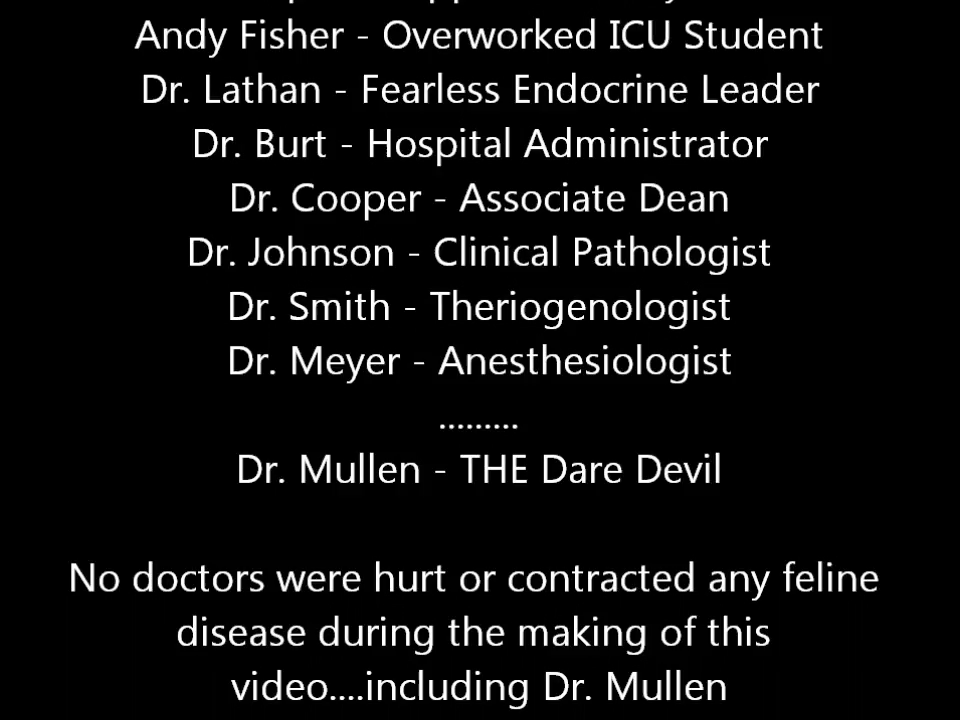 Andy Fisher - Overworked ICU Student
Dr. Lathan - Fearless Endocrine Leader
Dr. Burt - Hospital Administrator
Dr. Cooper - Associate Dean
Dr. Johnson - Clinical Pathologist
Dr. Smith - Theriogenologist
Dr. Meyer - Anesthesiologist
.........
Dr. Mullen - THE Dare Devil
No doctors were hurt or contracted any feline
disease during the making of this
video....including Dr. Mullen